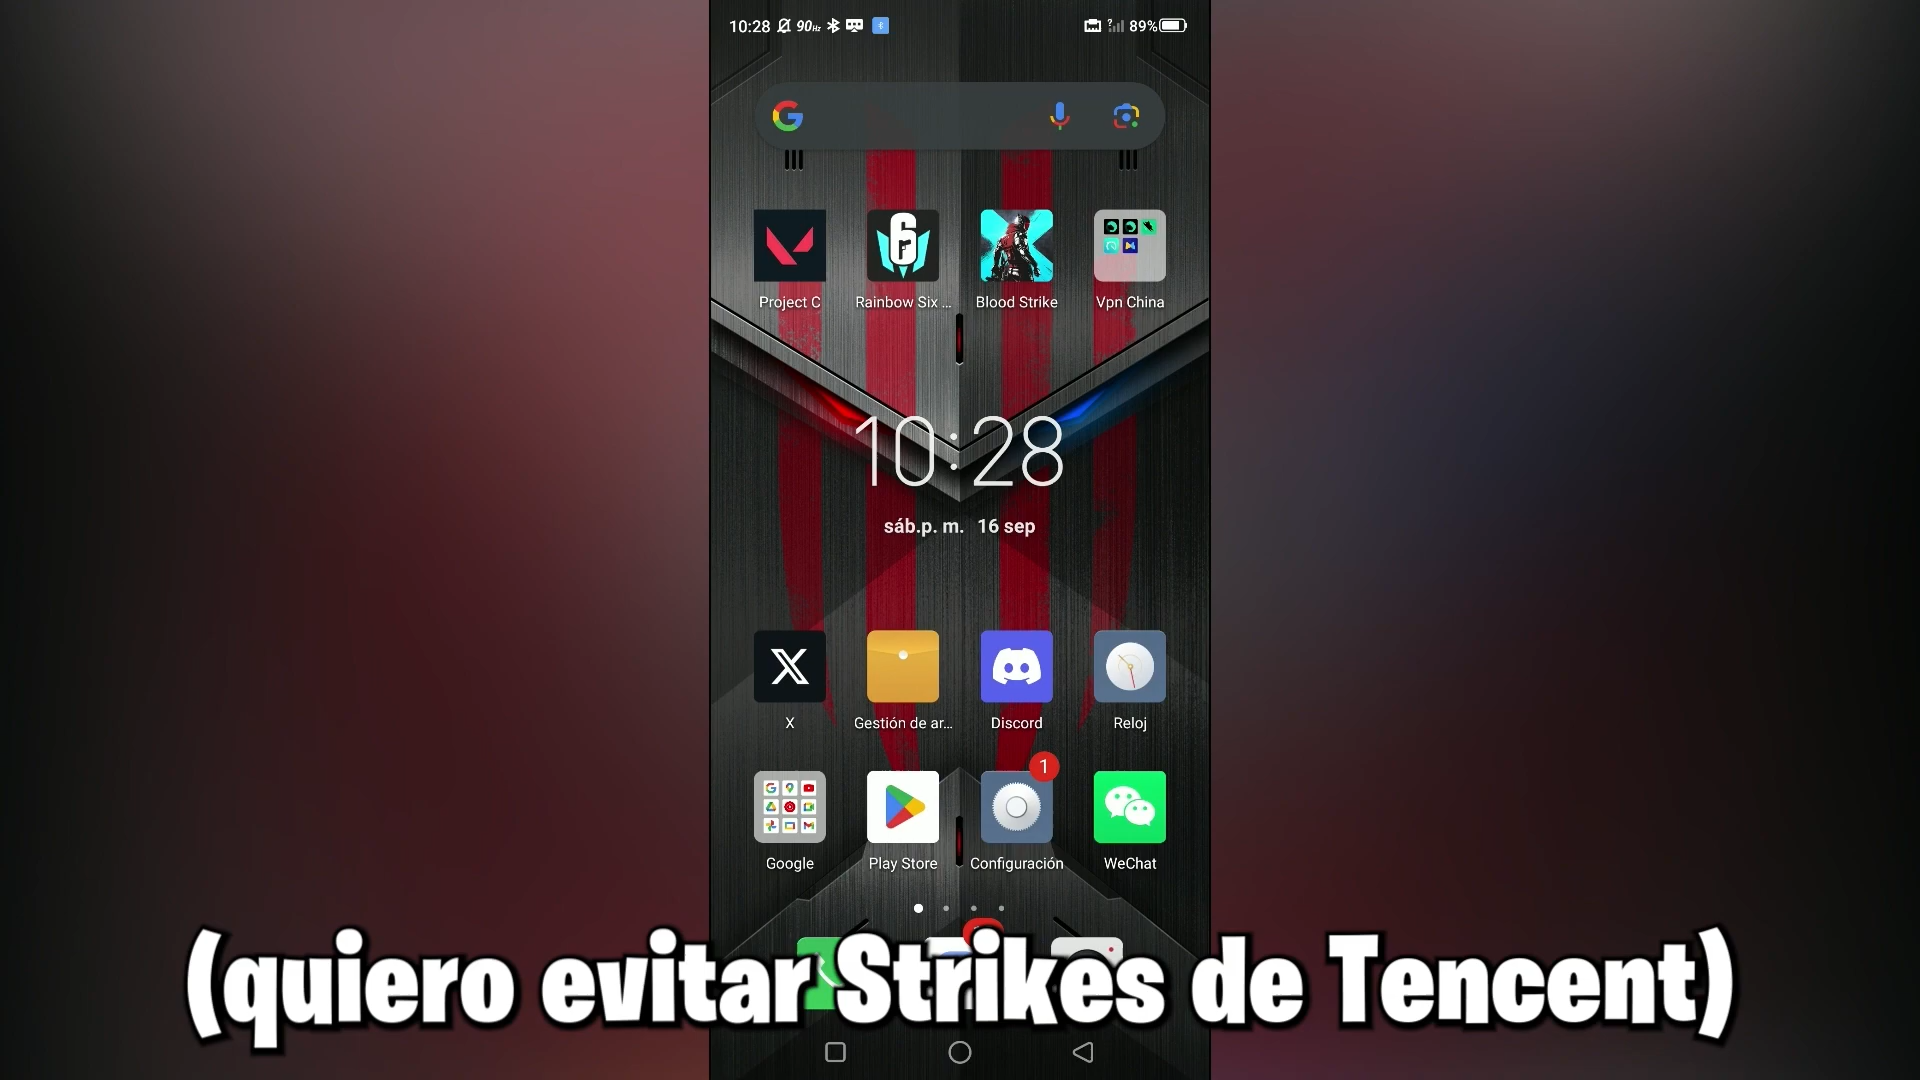 10:28 90Hz 89%
Project C Rainbow Six ... Blood Strike Vpn China
10:28
sáb.p. m. 16 sep
X Gestión de ar... Discord Reloj
1
Google Play Store Configuración WeChat
(quiero evitar Strikes de Tencent)